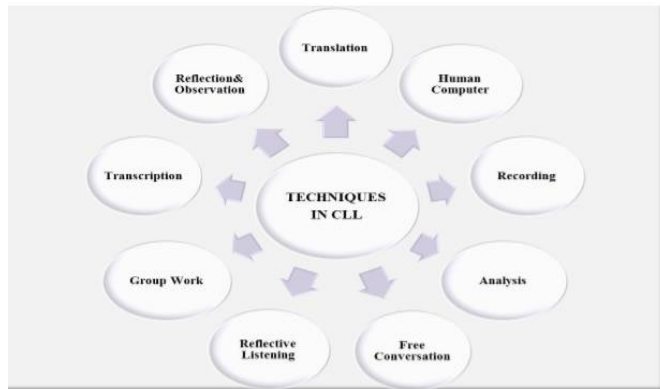 Translation
Reflection&
Observation
Human
Computer
Transcription
TECHNIQUES
IN CLL
Recording
Group Work
Analysis
Reflective
Listening
Free
Conversation